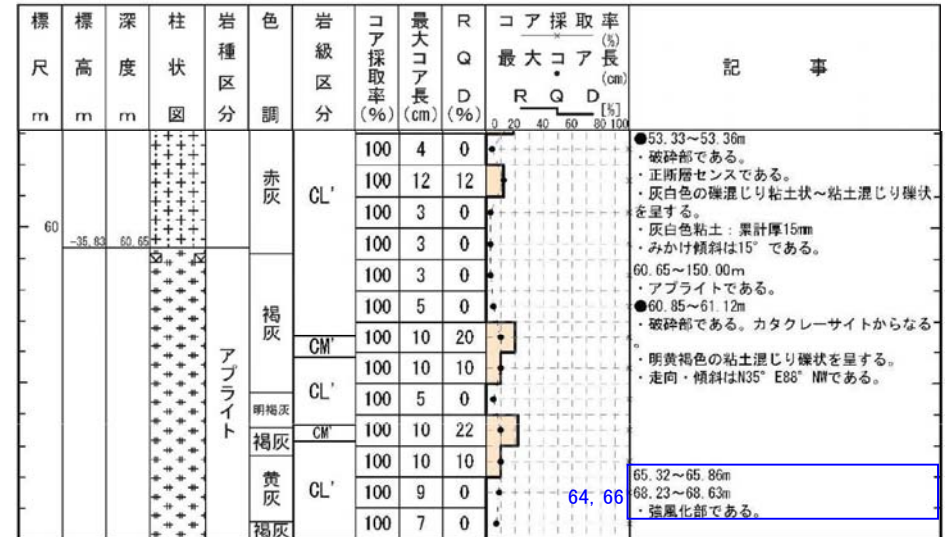 標尺 m
標高 m
深度 m
柱状図
岩種区分
色調
岩級区分
コア採取率(%)
最大コア長(cm)
RQD(%)
コア採取率(%)
最大コア長(cm)
RQD[%]
0 20 40 60 80 100
記事
60
-35.83 60.65
アプライト
赤灰
褐灰
明褐灰
褐灰
黄灰
褐灰
CL'
CM'
CL'
CM'
CL'
100 4 0
100 12 12
100 3 0
100 3 0
100 3 0
100 5 0
100 10 20
100 10 10
100 5 0
100 10 22
100 10 10
100 9 0
100 7 0
●53.33～53.36m
・破砕部である。
・正断層センスである。
・灰白色の礫混じり粘土状～粘土混じり礫状
を呈する。
・灰白色粘土：累計厚15mm
・みかけ傾斜は15°である。
60.65～150.00m
・アプライトである。
●60.85～61.12m
・破砕部である。カタクレーサイトからなる
。
・明黄褐色の粘土混じり礫状を呈する。
・走向・傾斜はN35°E88°NWである。
64, 66
65.32～65.86m
68.23～68.63m
・強風化部である。